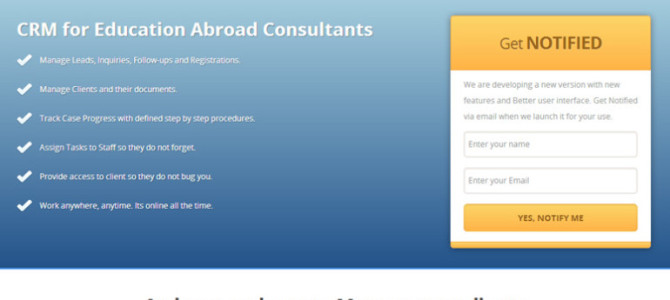 CRM for Education Abroad Consultants
Manage Leads, Inquiries, Follow-ups and Registrations.
Manage Clients and their documents.
Track Case Progress with defined step by step procedures.
Assign Tasks to Staff so they do not forget.
Provide access to client so they do not bug you.
Work anywhere, anytime. Its online all the time.
Get NOTIFIED
We are developing a new version with new
features and Better user interface. Get Notified
via email when we launch it for your use.
Enter your name
Enter your Email
YES, NOTIFY ME